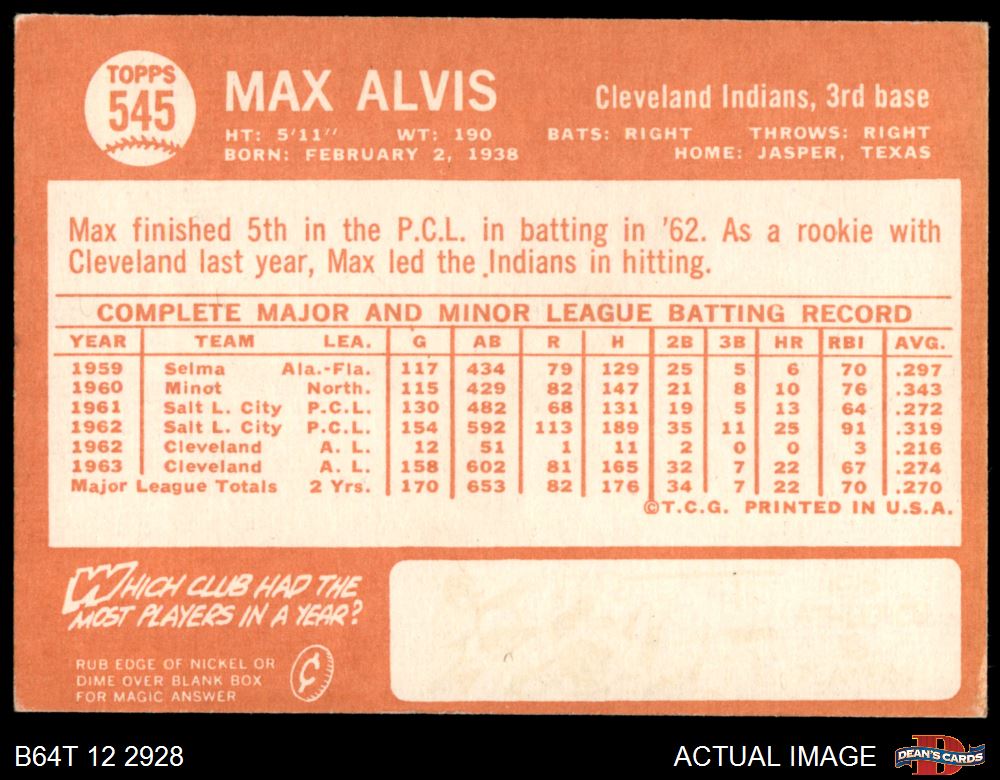 TOPPS
545
MAX ALVIS
Cleveland Indians, 3rd base
HT: 5'11" WT: 190 BATS: RIGHT THROWS: RIGHT
BORN: FEBRUARY 2, 1938 HOME: JASPER, TEXAS
Max finished 5th in the P.C.L. in batting in '62. As a rookie with
Cleveland last year, Max led the Indians in hitting.
COMPLETE MAJOR AND MINOR LEAGUE BATTING RECORD
YEAR TEAM LEA. G AB R H 2B 3B HR RBI AVG.
1959 Selma Ala.-Fla. 117 434 79 129 25 5 6 70 .297
1960 Minot North. 115 429 82 147 21 8 10 76 .343
1961 Salt L. City P.C.L. 130 482 68 131 19 5 13 64 .272
1962 Salt L. City P.C.L. 154 592 113 189 35 11 25 91 .319
1962 Cleveland A. L. 12 51 1 11 2 0 0 3 .216
1963 Cleveland A. L. 158 602 81 165 32 7 22 67 .274
Major League Totals 2 Yrs. 170 653 82 176 34 7 22 70 .270
©T.C.G. PRINTED IN U.S.A.
WHICH CLUB HAD THE
MOST PLAYERS IN A YEAR?
RUB EDGE OF NICKEL OR
DIME OVER BLANK BOX
FOR MAGIC ANSWER
¢
B64T 12 2928
ACTUAL IMAGE
D
DEAN'S CARDS